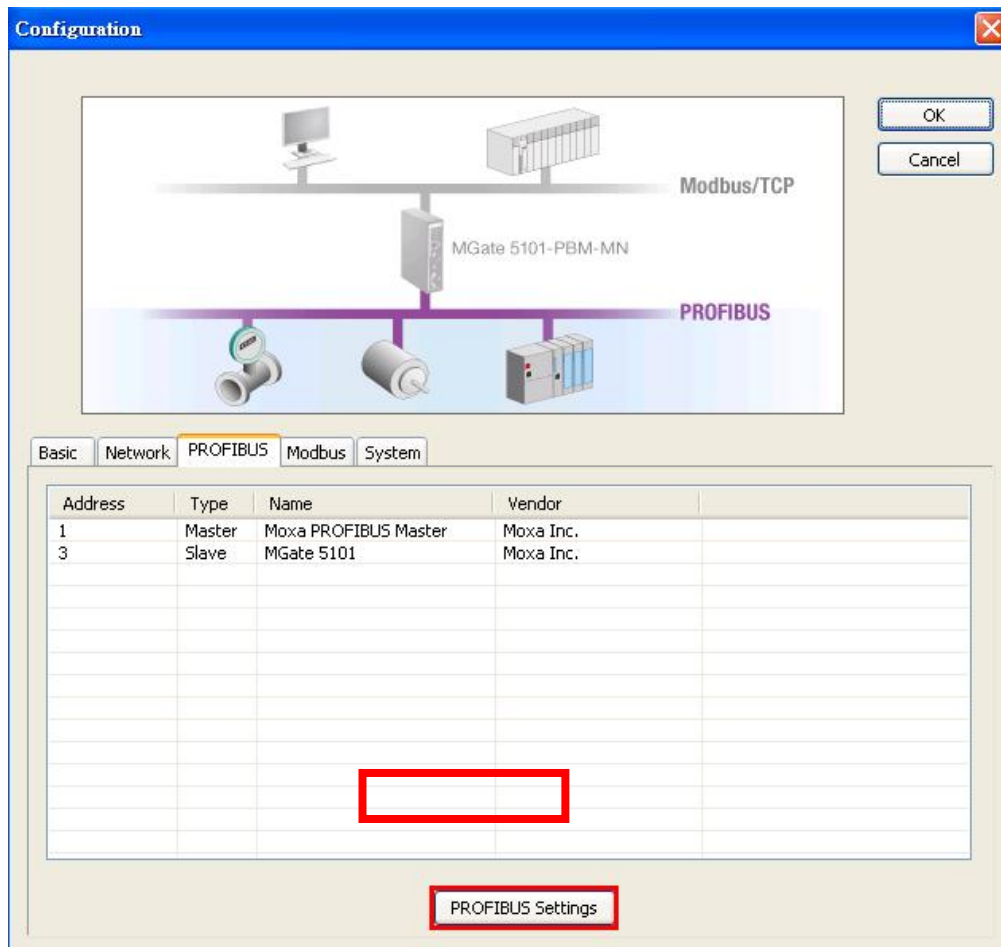 Configuration
OK
Cancel
Modbus/TCP
MGate 5101-PBM-MN
PROFIBUS
Basic Network PROFIBUS Modbus System
Address Type Name Vendor
1 Master Moxa PROFIBUS Master Moxa Inc.
3 Slave MGate 5101 Moxa Inc.
PROFIBUS Settings